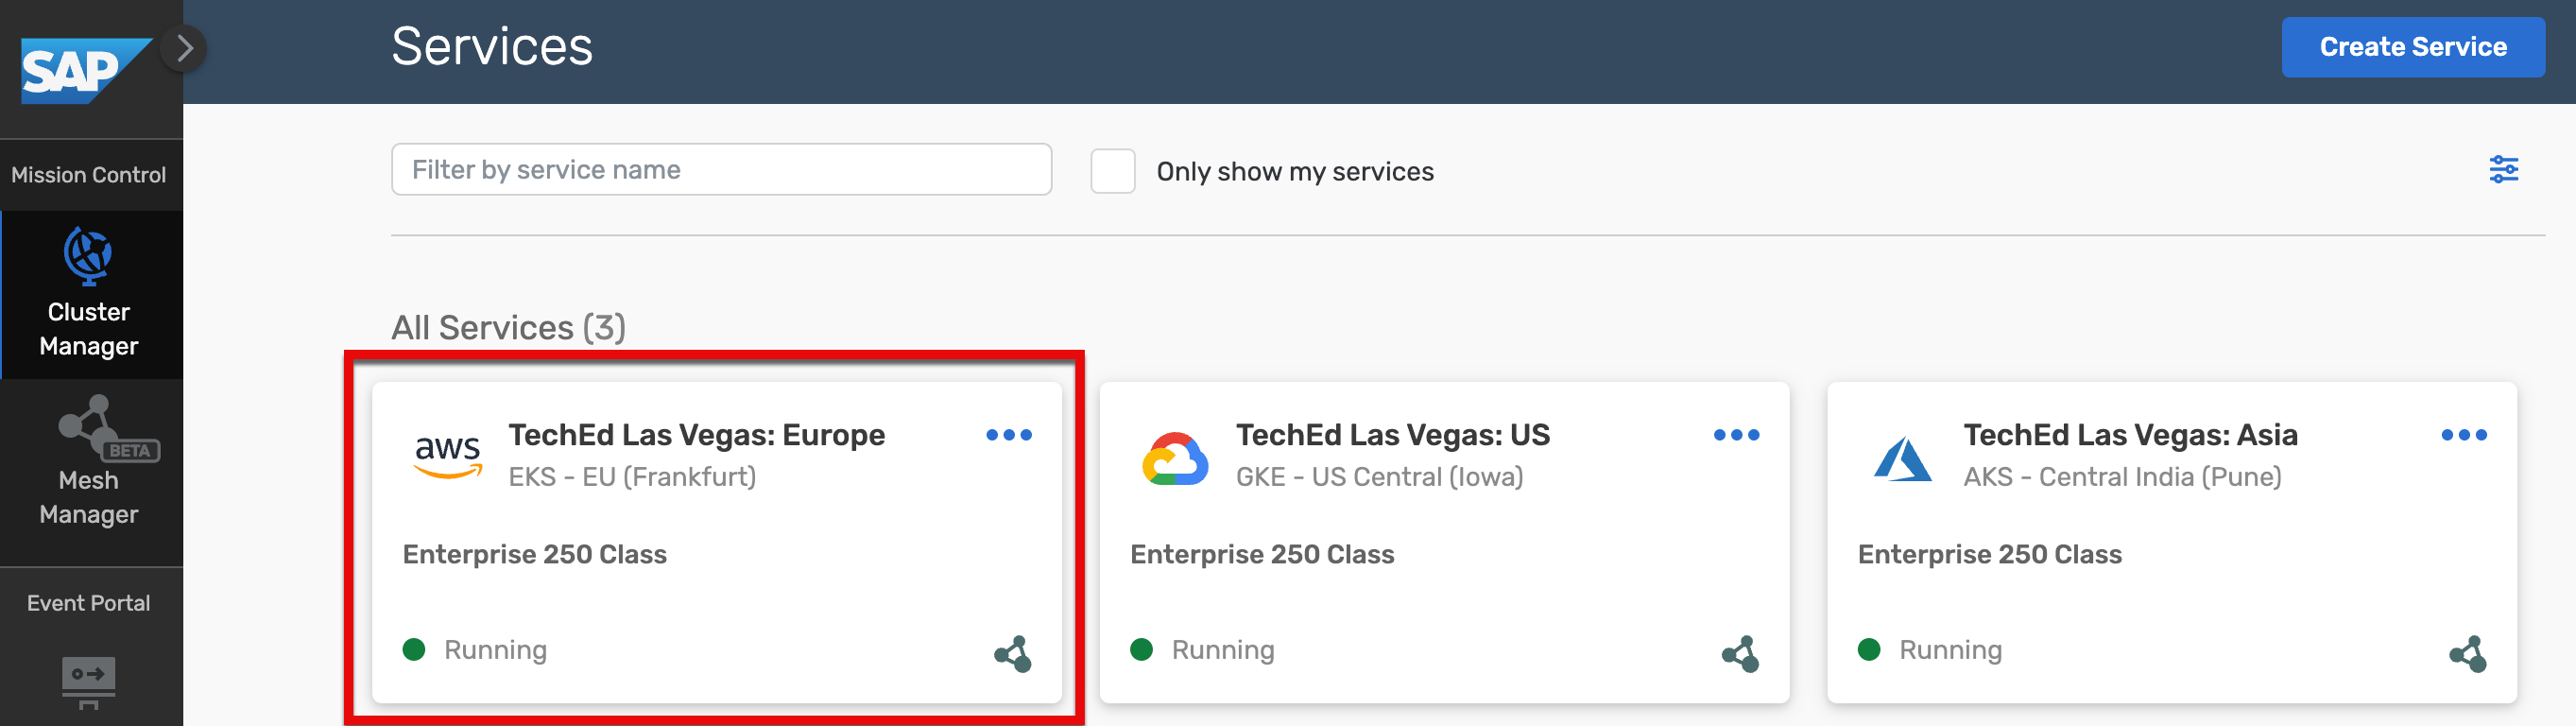 SAP
Services
Create Service
Mission Control
Filter by service name
Only show my services
Cluster
Manager
All Services (3)
BETA
Mesh
Manager
aws
TechEd Las Vegas: Europe
EKS - EU (Frankfurt)
Enterprise 250 Class
Running
TechEd Las Vegas: US
GKE - US Central (Iowa)
Enterprise 250 Class
Running
TechEd Las Vegas: Asia
AKS - Central India (Pune)
Enterprise 250 Class
Running
Event Portal